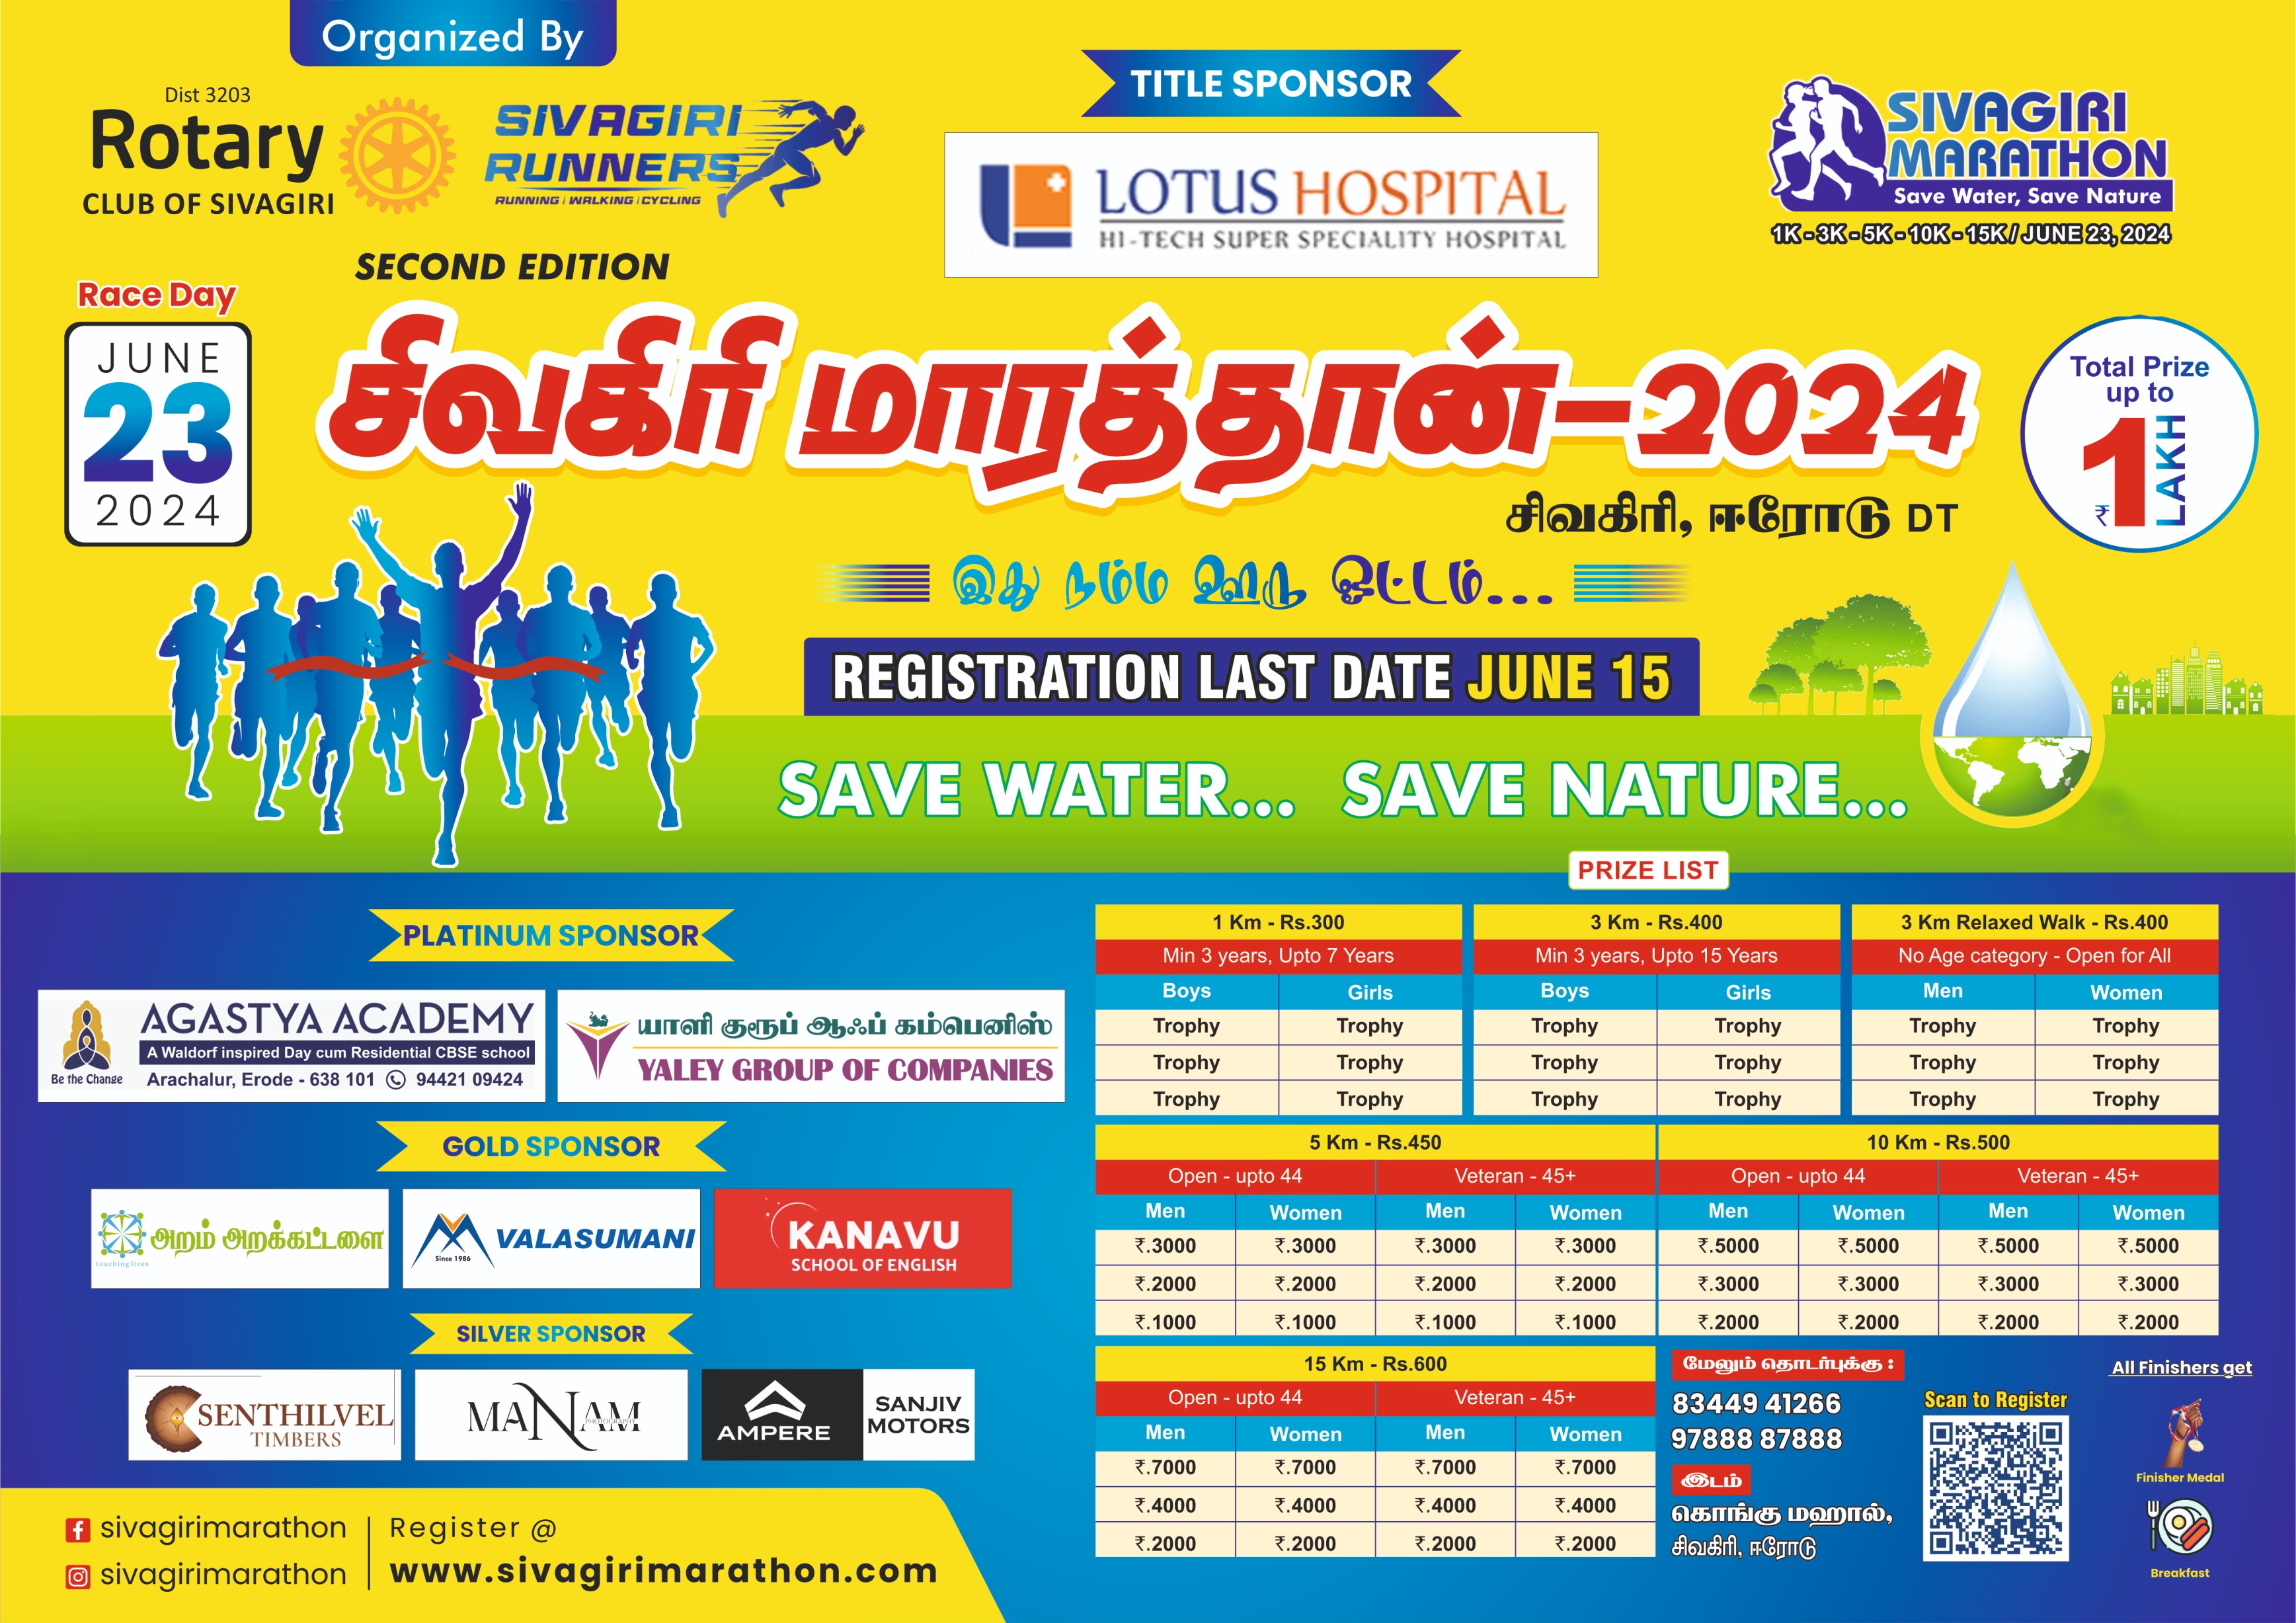 Organized By
Dist 3203
Rotary
CLUB OF SIVAGIRI
SIVAGIRI
RUNNERS
RUNNING / WALKING / CYCLING
TITLE SPONSOR
LOTUS HOSPITAL
HI-TECH SUPER SPECIALITY HOSPITAL
SIVAGIRI
MARATHON
Save Water, Save Nature
1K - 3K - 5K - 10K - 15K / JUNE 23, 2024
SECOND EDITION
Race Day
JUNE
23
2024
சிவகிரி மாரத்தான்-2024
சிவகிரி, ஈரோடு DT
Total Prize
up to
₹ 1 LAKH
இது நம்ம ஊரு ஓட்டம்...
REGISTRATION LAST DATE JUNE 15
SAVE WATER... SAVE NATURE...
PRIZE LIST
PLATINUM SPONSOR
AGASTYA ACADEMY
A Waldorf inspired Day cum Residential CBSE school
Be the Change
Arachalur, Erode - 638 101 94421 09424
யாளி குரூப் ஆஃப் கம்பெனிஸ்
YALEY GROUP OF COMPANIES
GOLD SPONSOR
அறம் அறக்கட்டளை
touching lives
VALASUMANI
Since 1986
KANAVU
SCHOOL OF ENGLISH
SILVER SPONSOR
SENTHILVEL
TIMBERS
MANAM
PHOTOGRAPHY
AMPERE
SANJIV
MOTORS
1 Km - Rs.300
Min 3 years, Upto 7 Years
Boys Girls
Trophy Trophy
Trophy Trophy
Trophy Trophy
3 Km - Rs.400
Min 3 years, Upto 15 Years
Boys Girls
Trophy Trophy
Trophy Trophy
Trophy Trophy
3 Km Relaxed Walk - Rs.400
No Age category - Open for All
Men Women
Trophy Trophy
Trophy Trophy
Trophy Trophy
5 Km - Rs.450
Open - upto 44 Veteran - 45+
Men Women Men Women
₹.3000 ₹.3000 ₹.3000 ₹.3000
₹.2000 ₹.2000 ₹.2000 ₹.2000
₹.1000 ₹.1000 ₹.1000 ₹.1000
10 Km - Rs.500
Open - upto 44 Veteran - 45+
Men Women Men Women
₹.5000 ₹.5000 ₹.5000 ₹.5000
₹.3000 ₹.3000 ₹.3000 ₹.3000
₹.2000 ₹.2000 ₹.2000 ₹.2000
15 Km - Rs.600
Open - upto 44 Veteran - 45+
Men Women Men Women
₹.7000 ₹.7000 ₹.7000 ₹.7000
₹.4000 ₹.4000 ₹.4000 ₹.4000
₹.2000 ₹.2000 ₹.2000 ₹.2000
மேலும் தொடர்புக்கு :
83449 41266
97888 87888
இடம்
கொங்கு மஹால்,
சிவகிரி, ஈரோடு
Scan to Register
All Finishers get
Finisher Medal
Breakfast
sivagirimarathon
sivagirimarathon
Register @
www.sivagirimarathon.com